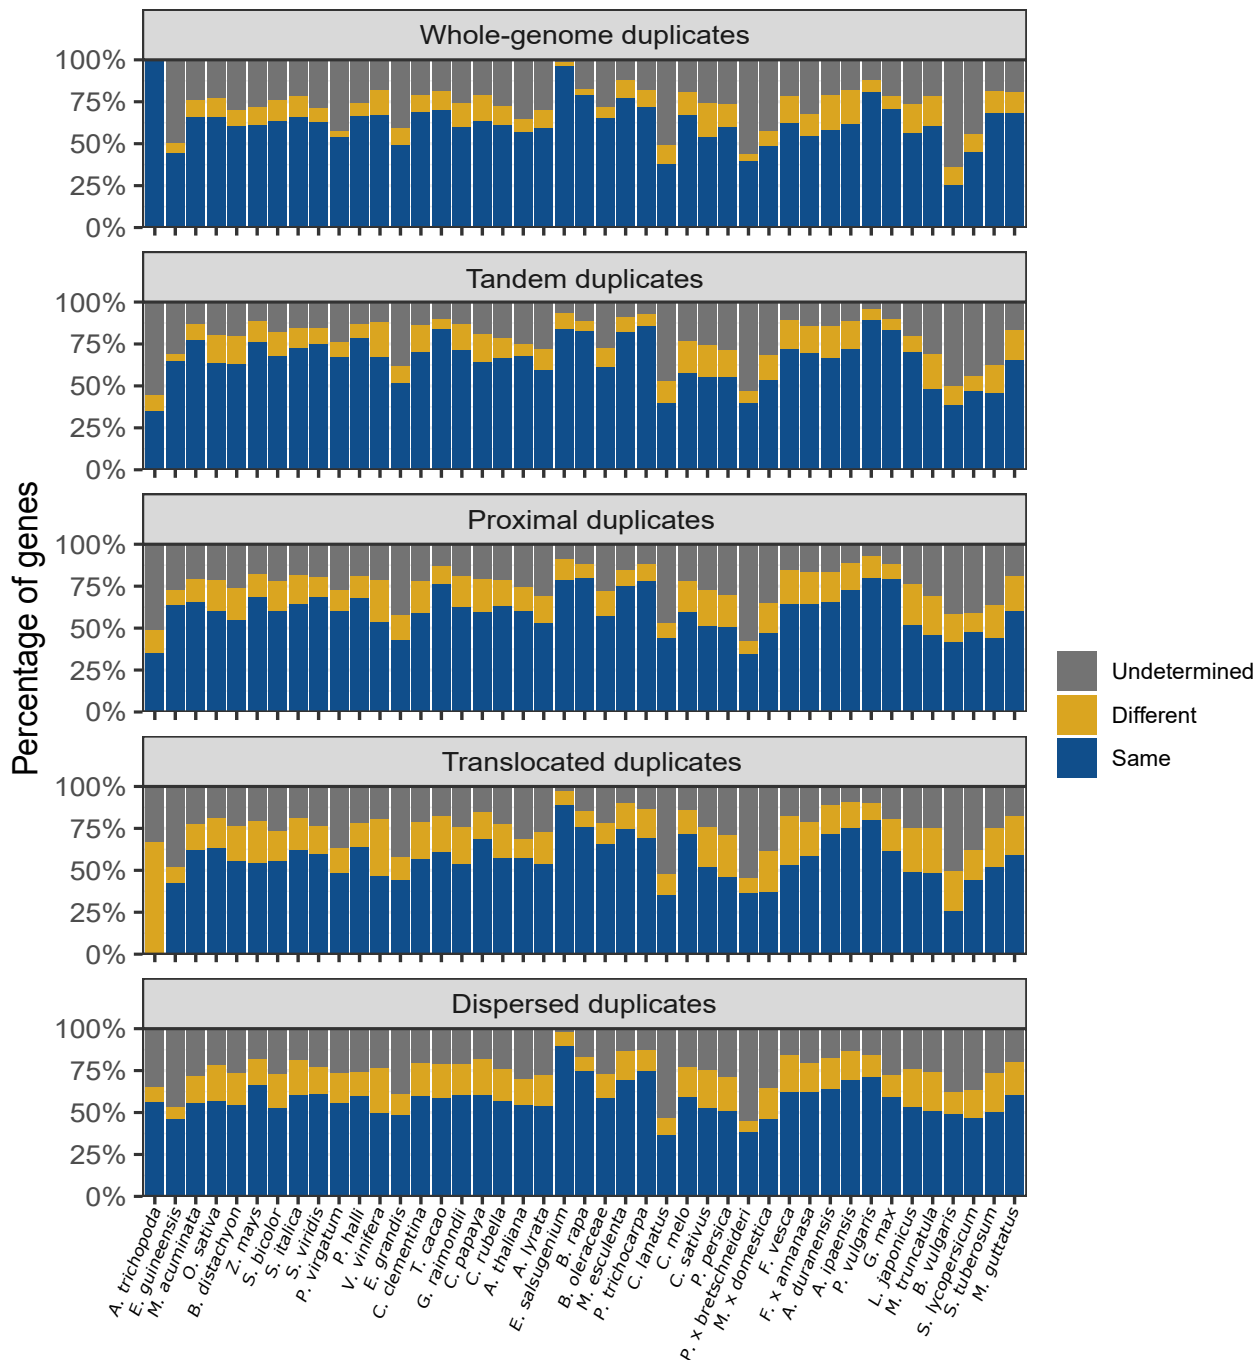 Whole-genome duplicates
100%
75%
50%
25%
0%
Tandem duplicates
100%
75%
50%
25%
0%
Proximal duplicates
100%
75%
50%
25%
0%
Translocated duplicates
100%
75%
50%
25%
0%
Dispersed duplicates
100%
75%
50%
25%
0%
Percentage of genes
A. trichopoda
E. guineensis
M. acuminata
O. sativa
B. distachyon
Z. mays
S. bicolor
S. italica
S. viridis
P. virgatum
P. halli
V. vinifera
E. grandis
C. clementina
T. cacao
G. raimondii
C. papaya
C. rubella
A. thaliana
A. lyrata
E. salsugenium
B. rapa
B. oleraceae
M. esculenta
P. trichocarpa
C. lanatus
C. melo
C. sativus
P. persica
P. x bretschneideri
M. x domestica
F. vesca
F. x annanasa
A. duranensis
A. ipaensis
P. vulgaris
G. max
L. japonicus
M. truncatula
B. vulgaris
S. lycopersicum
S. tuberosum
M. guttatus
Undetermined
Different
Same